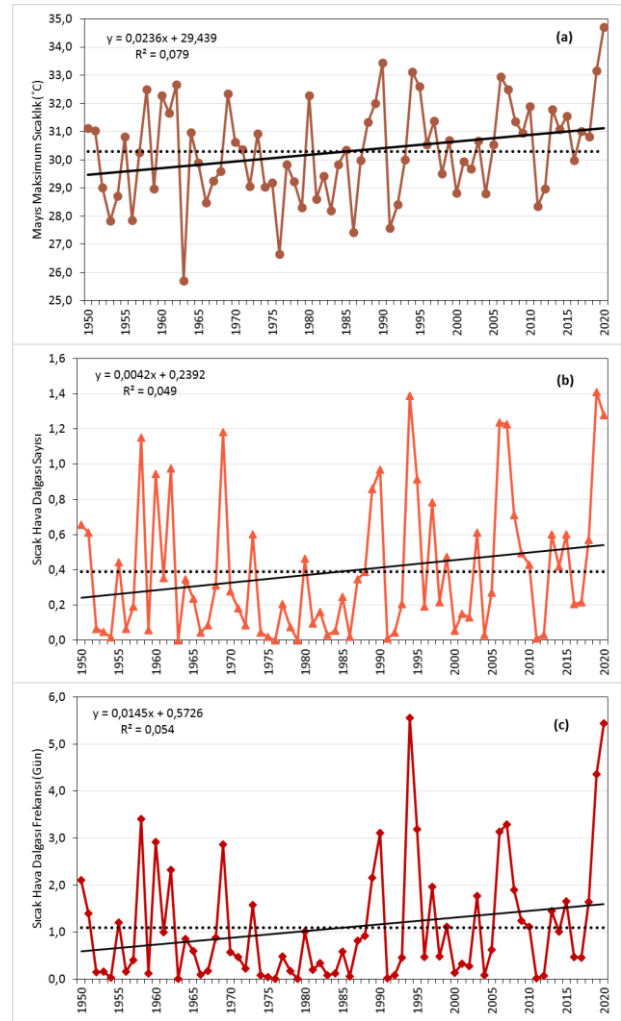 y = 0,0236x + 29,439
R² = 0,079
(a)
Mayıs Maksimum Sıcaklık (˚C)
35,0
34,0
33,0
32,0
31,0
30,0
29,0
28,0
27,0
26,0
25,0
1950 1955 1960 1965 1970 1975 1980 1985 1990 1995 2000 2005 2010 2015 2020
y = 0,0042x + 0,2392
R² = 0,049
(b)
Sıcak Hava Dalgası Sayısı
1,6
1,4
1,2
1,0
0,8
0,6
0,4
0,2
0,0
1950 1955 1960 1965 1970 1975 1980 1985 1990 1995 2000 2005 2010 2015 2020
y = 0,0145x + 0,5726
R² = 0,054
(c)
Sıcak Hava Dalgası Frekansı (Gün)
6,0
5,0
4,0
3,0
2,0
1,0
0,0
1950 1955 1960 1965 1970 1975 1980 1985 1990 1995 2000 2005 2010 2015 2020